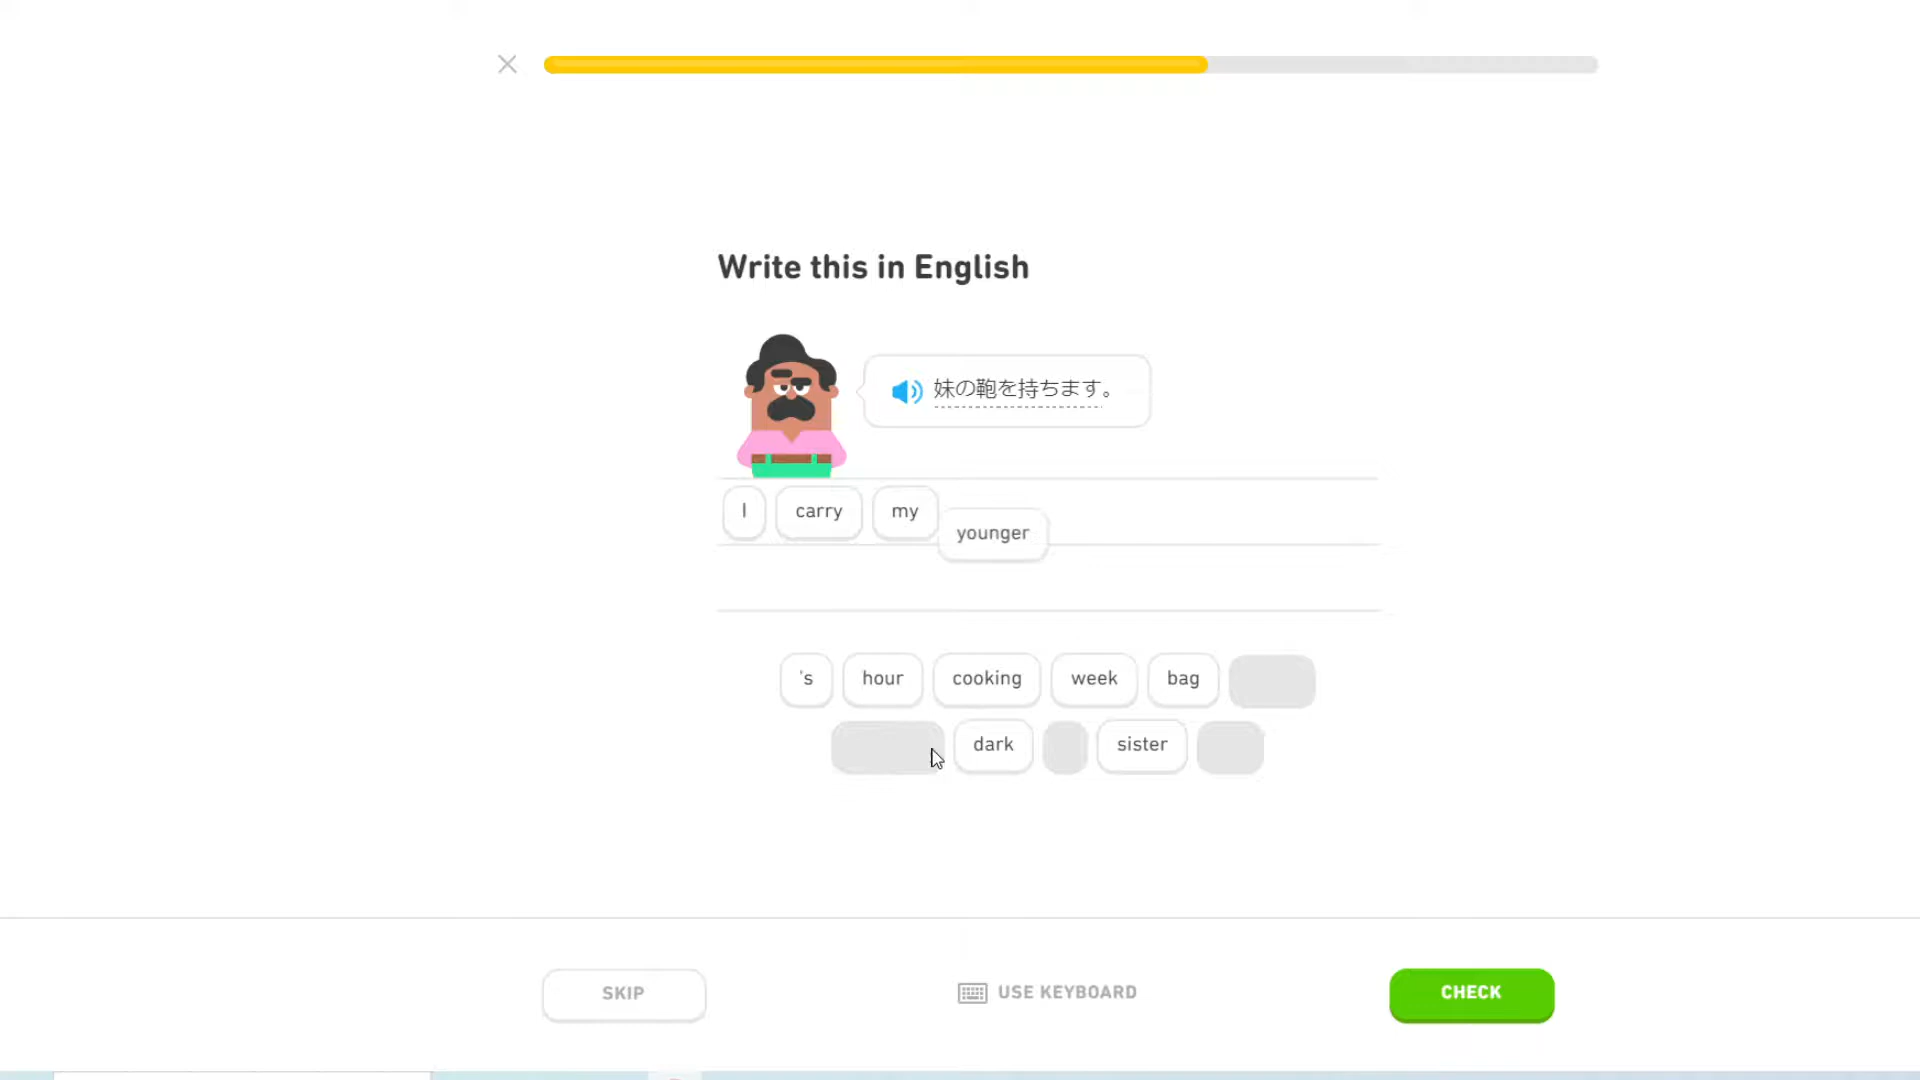 Write this in English
妹の鞄を持ちます。
I carry my younger
's hour cooking week bag
dark sister
SKIP USE KEYBOARD CHECK